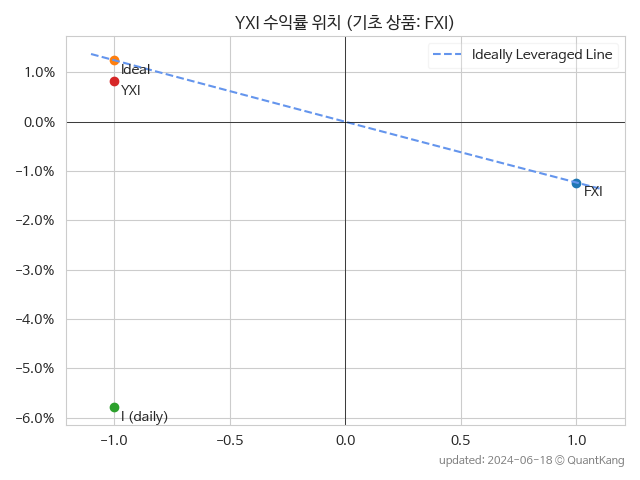 YXI 수익률 위치 (기초 상품: FXI)
Ideally Leveraged Line
1.0%
0.0%
−1.0%
−2.0%
−3.0%
−4.0%
−5.0%
−6.0%
Ideal
YXI
FXI
I (daily)
−1.0
−0.5
0.0
0.5
1.0
updated: 2024-06-18 © QuantKang